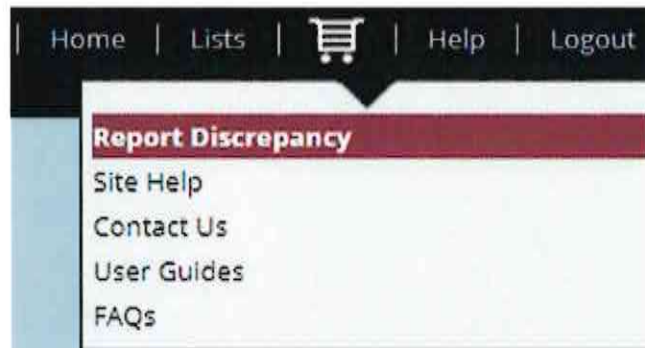 | Home | Lists | | Help | Logout
Report Discrepancy
Site Help
Contact Us
User Guides
FAQs